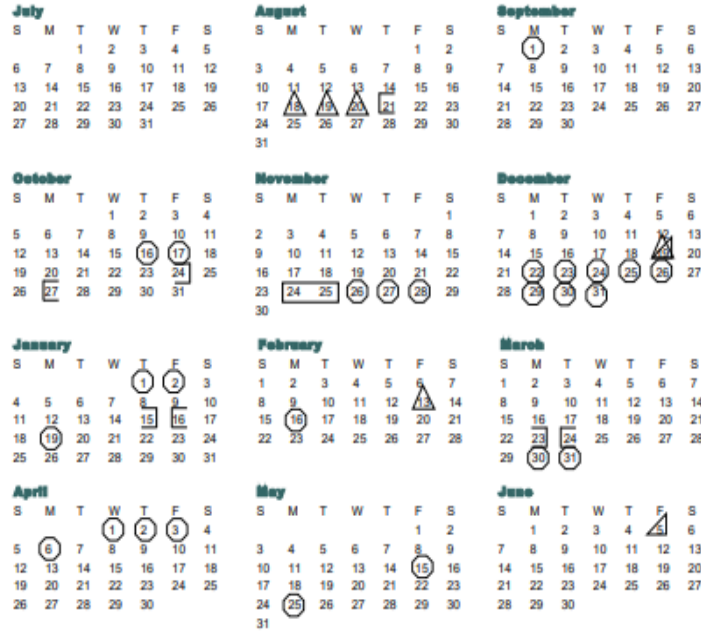 July
S M T W T F S
1 2 3 4 5
6 7 8 9 10 11 12
13 14 15 16 17 18 19
20 21 22 23 24 25 26
27 28 29 30 31
August
S M T W T F S
1 2
3 4 5 6 7 8 9
10 11 12 13 14 15 16
17 18 19 20 21 22 23
24 25 26 27 28 29 30
31
September
S M T W T F S
1 2 3 4 5 6
7 8 9 10 11 12 13
14 15 16 17 18 19 20
21 22 23 24 25 26 27
28 29 30
October
S M T W T F S
1 2 3 4
5 6 7 8 9 10 11
12 13 14 15 16 17 18
19 20 21 22 23 24 25
26 27 28 29 30 31
November
S M T W T F S
1
2 3 4 5 6 7 8
9 10 11 12 13 14 15
16 17 18 19 20 21 22
23 24 25 26 27 28 29
30
December
S M T W T F S
1 2 3 4 5 6
7 8 9 10 11 12 13
14 15 16 17 18 19 20
21 22 23 24 25 26 27
28 29 30 31
January
S M T W T F S
1 2 3
4 5 6 7 8 9 10
11 12 13 14 15 16 17
18 19 20 21 22 23 24
25 26 27 28 29 30 31
February
S M T W T F S
1 2 3 4 5 6 7
8 9 10 11 12 13 14
15 16 17 18 19 20 21
22 23 24 25 26 27 28
March
S M T W T F S
1 2 3 4 5 6 7
8 9 10 11 12 13 14
15 16 17 18 19 20 21
22 23 24 25 26 27 28
29 30 31
April
S M T W T F S
1 2 3 4
5 6 7 8 9 10 11
12 13 14 15 16 17 18
19 20 21 22 23 24 25
26 27 28 29 30
May
S M T W T F S
1 2
3 4 5 6 7 8 9
10 11 12 13 14 15 16
17 18 19 20 21 22 23
24 25 26 27 28 29 30
31
June
S M T W T F S
1 2 3 4 5 6
7 8 9 10 11 12 13
14 15 16 17 18 19 20
21 22 23 24 25 26 27
28 29 30